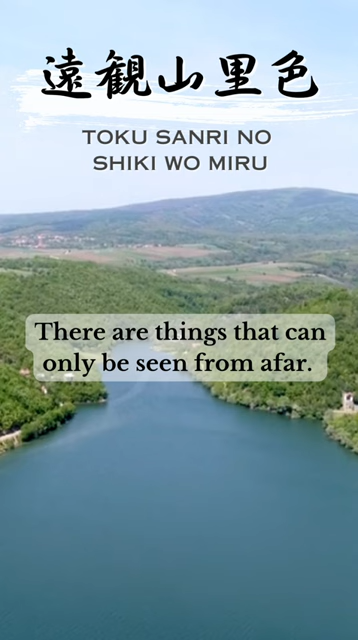 遠観山里色
TOKU SANRI NO
SHIKI WO MIRU
There are things that can
only be seen from afar.